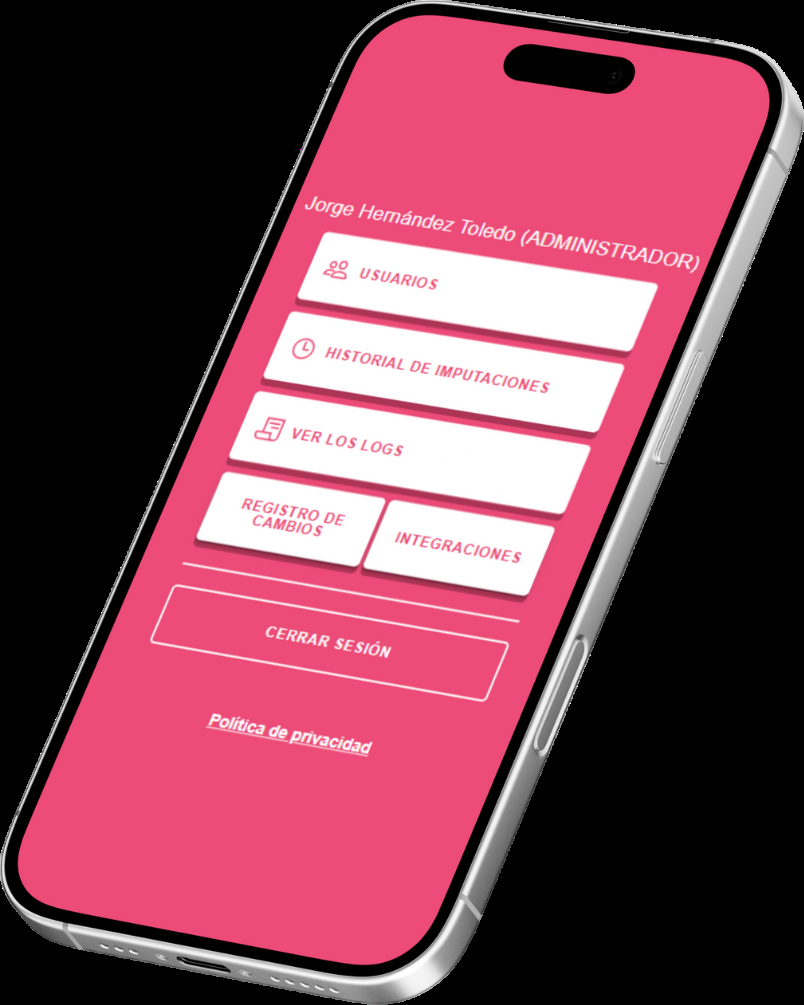 Jorge Hernández Toledo (ADMINISTRADOR)
USUARIOS
HISTORIAL DE IMPUTACIONES
VER LOS LOGS
REGISTRO DE
CAMBIOS
INTEGRACIONES
CERRAR SESIÓN
Política de privacidad